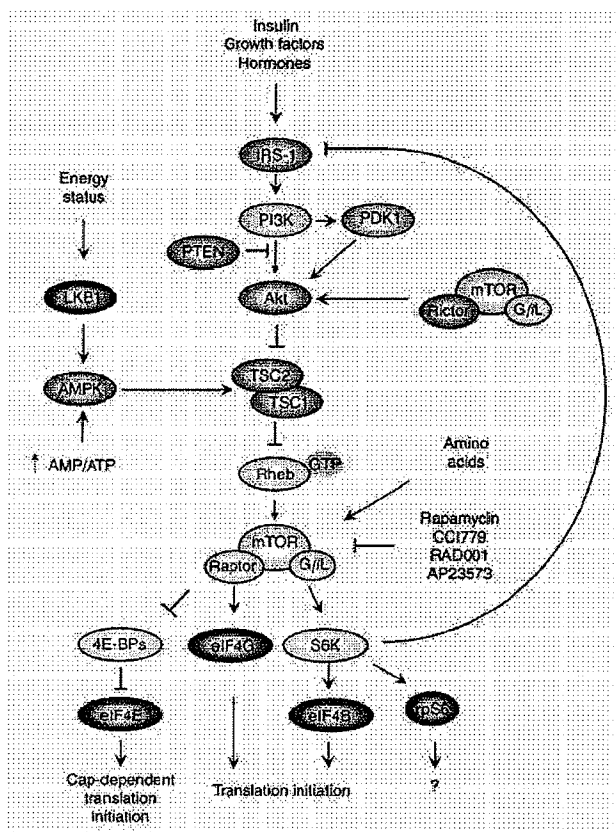 Insulin
Growth factors
Hormones
IRS-1
Energy
status
PI3K
PDK1
PTEN
LKB1
Akt
mTOR
Rictor
GβL
TSC2
AMPK
TSC1
↑ AMP/ATP
Rheb
GTP
Amino
acids
Rapamycin
CCI779
RAD001
AP23573
mTOR
Raptor
GβL
4E-BPs
eIF4G
S6K
eIF4E
eIF4B
rpS6
Cap-dependent
translation
initiation
Translation initiation
?